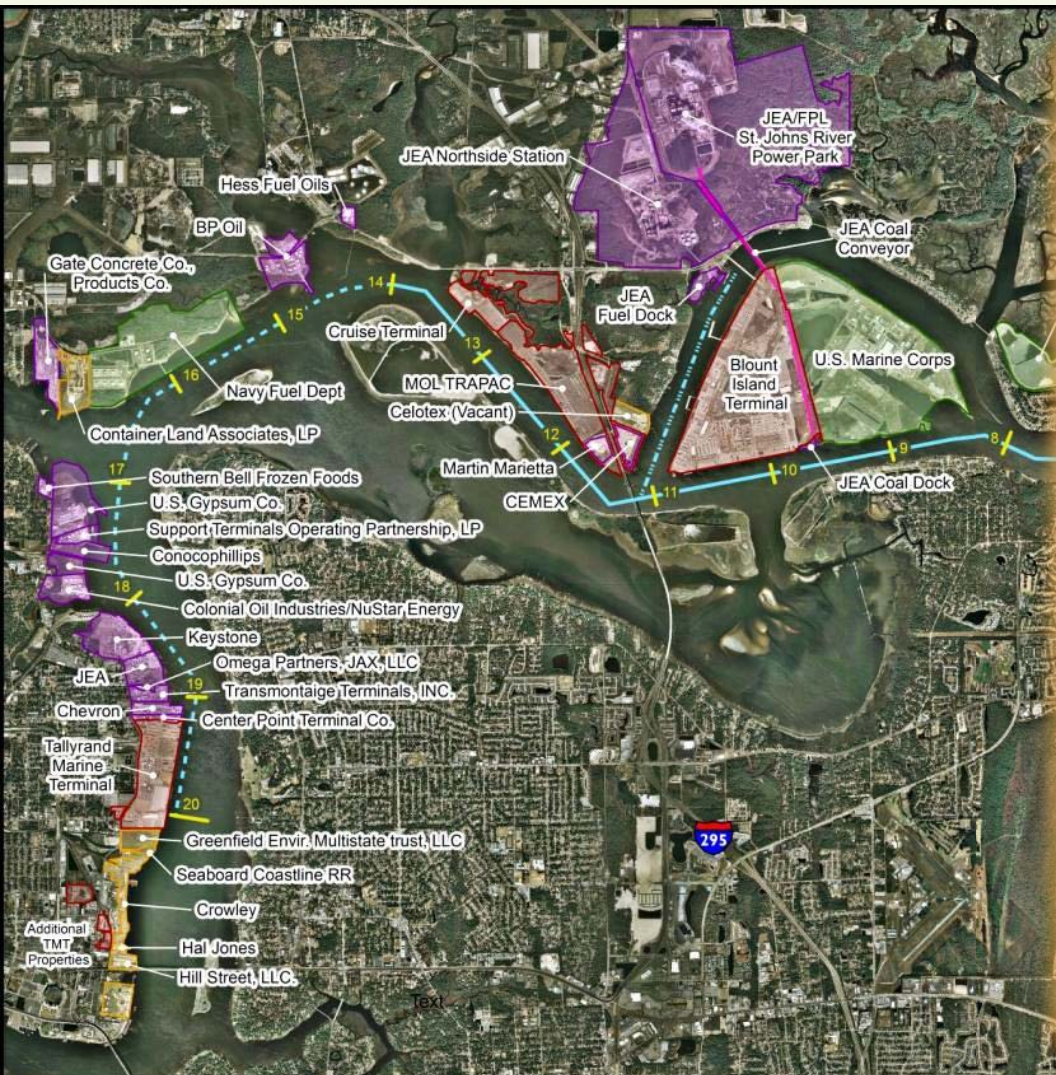 JEA/FPL
St. Johns River
Power Park
JEA Northside Station
Hess Fuel Oils
BP Oil
JEA Coal
Conveyor
Gate Concrete Co.,
Products Co.
JEA
Fuel Dock
14
15
Cruise Terminal
13
16
Navy Fuel Dept
MOL TRAPAC
Blount
Island
Terminal
U.S. Marine Corps
Celotex (Vacant)
Container Land Associates, LP
12
Martin Marietta
CEMEX
11
10
9
8
JEA Coal Dock
17
Southern Bell Frozen Foods
U.S. Gypsum Co.
Support Terminals Operating Partnership, LP
Conocophillips
U.S. Gypsum Co.
18
Colonial Oil Industries/NuStar Energy
Keystone
Omega Partners, JAX, LLC
JEA
19
Transmontaige Terminals, INC.
Chevron
Center Point Terminal Co.
Tallyrand
Marine
Terminal
20
Greenfield Envir. Multistate trust, LLC
295
Seaboard Coastline RR
Crowley
Additional
TMT
Properties
Hal Jones
Hill Street, LLC.
Text